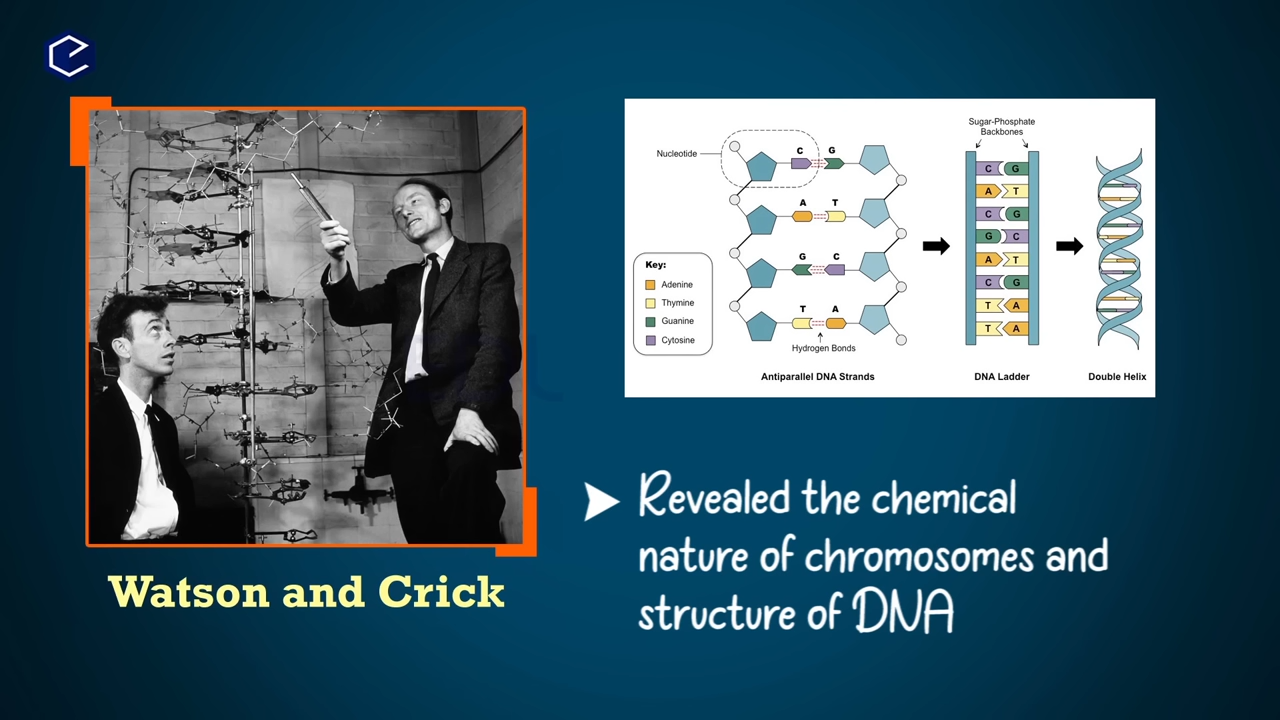 Watson and Crick
Nucleotide
C G
A T
G C
T A
Hydrogen Bonds
Key:
Adenine
Thymine
Guanine
Cytosine
Antiparallel DNA Strands
Sugar-Phosphate
Backbones
C G
A T
C G
G C
A T
C G
T A
T A
DNA Ladder
Double Helix
Revealed the chemical
nature of chromosomes and
structure of DNA